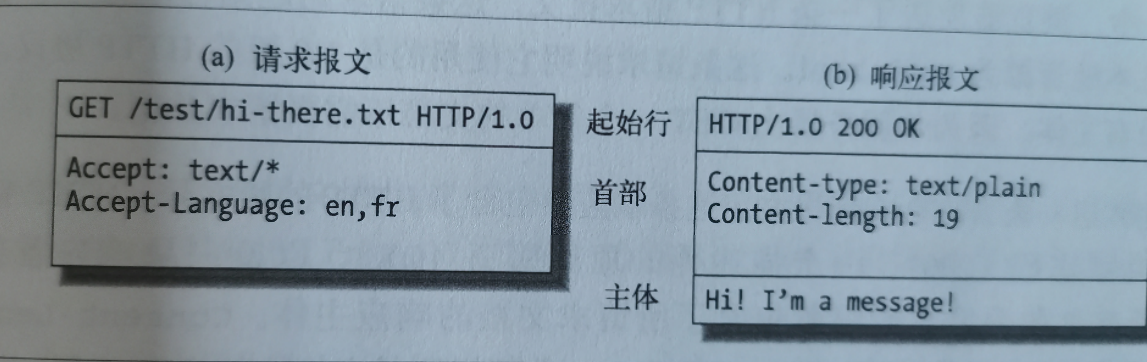 (a) 请求报文
GET /test/hi-there.txt HTTP/1.0
Accept: text/*
Accept-Language: en,fr
起始行
首部
主体
(b) 响应报文
HTTP/1.0 200 OK
Content-type: text/plain
Content-length: 19
Hi! I'm a message!